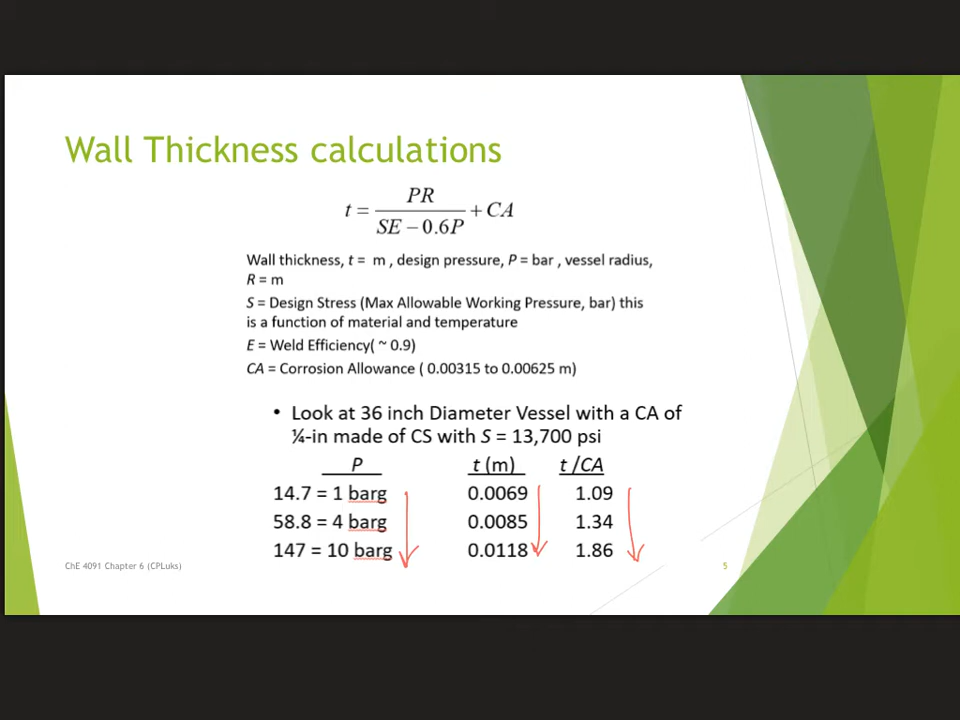 Wall Thickness calculations
t = PR / (SE − 0.6P) + CA
Wall thickness, t = m , design pressure, P = bar , vessel radius,
R = m
S = Design Stress (Max Allowable Working Pressure, bar) this
is a function of material and temperature
E = Weld Efficiency( ~ 0.9)
CA = Corrosion Allowance ( 0.00315 to 0.00625 m)
• Look at 36 inch Diameter Vessel with a CA of
¼-in made of CS with S = 13,700 psi
P t (m) t /CA
14.7 = 1 barg 0.0069 1.09
58.8 = 4 barg 0.0085 1.34
147 = 10 barg 0.0118 1.86
ChE 4091 Chapter 6 (CPLuks) 5